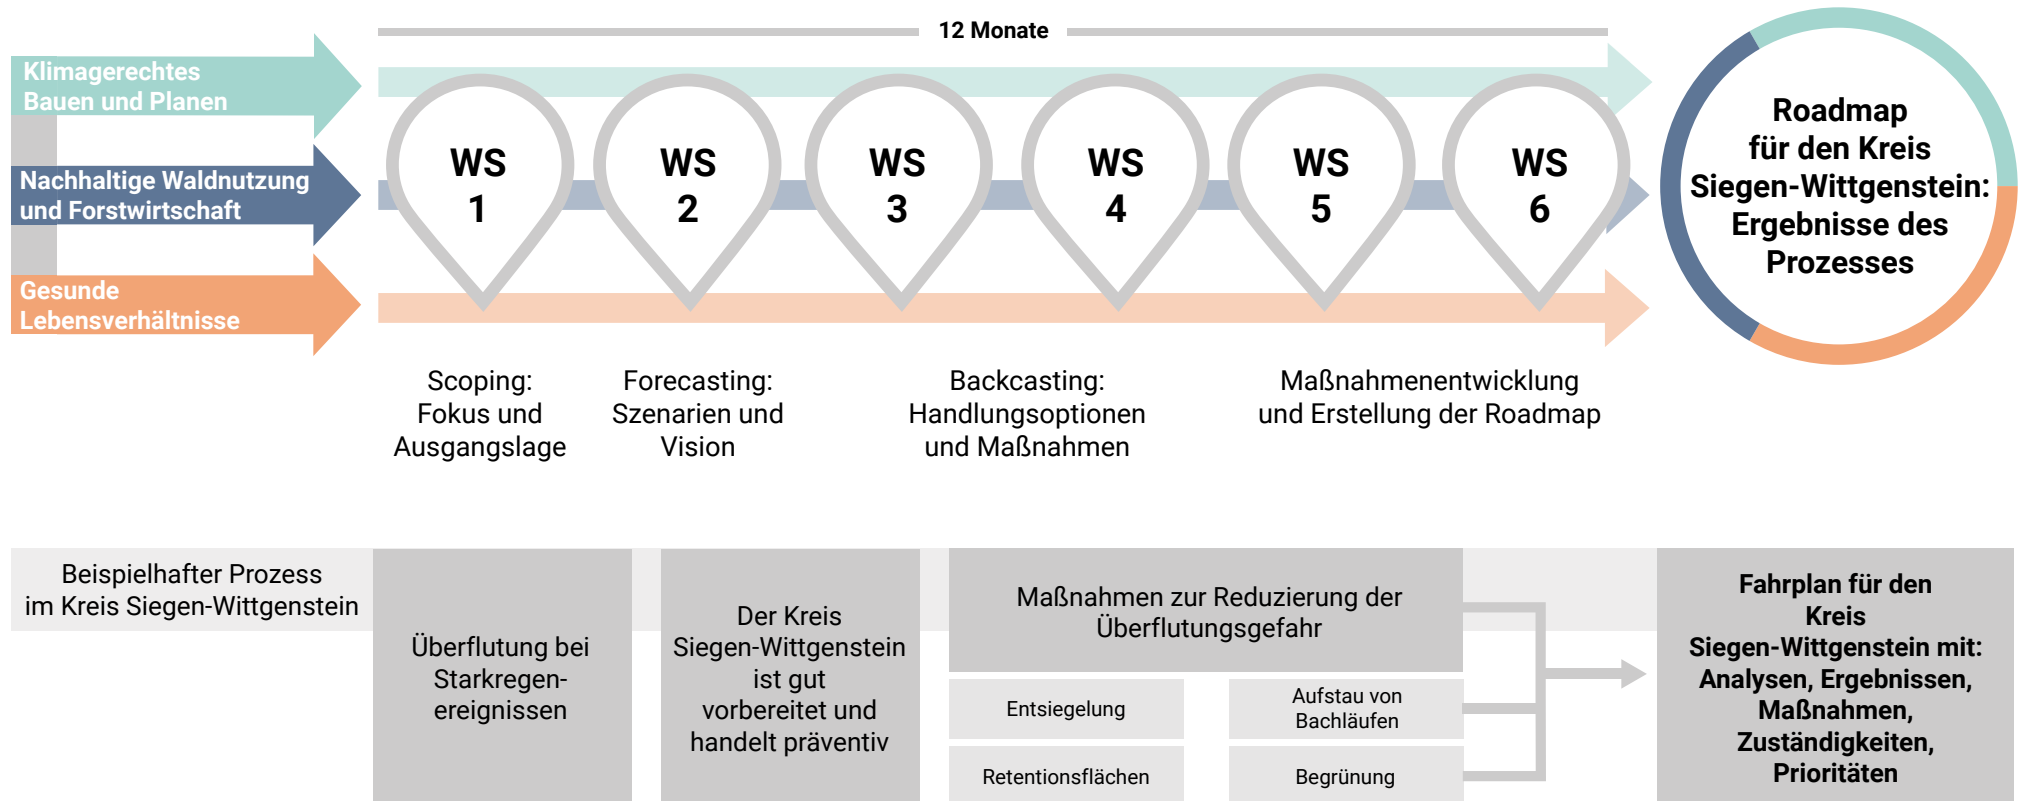 12 Monate
Klimagerechtes
Bauen und Planen
Nachhaltige Waldnutzung
und Forstwirtschaft
Gesunde
Lebensverhältnisse
WS
1
WS
2
WS
3
WS
4
WS
5
WS
6
Roadmap
für den Kreis
Siegen-Wittgenstein:
Ergebnisse des
Prozesses
Scoping:
Fokus und
Ausgangslage
Forecasting:
Szenarien und
Vision
Backcasting:
Handlungsoptionen
und Maßnahmen
Maßnahmenentwicklung
und Erstellung der Roadmap
Beispielhafter Prozess
im Kreis Siegen-Wittgenstein
Überflutung bei
Starkregen-
ereignissen
Der Kreis
Siegen-Wittgenstein
ist gut
vorbereitet und
handelt präventiv
Maßnahmen zur Reduzierung der
Überflutungsgefahr
Entsiegelung
Aufstau von
Bachläufen
Retentionsflächen
Begrünung
Fahrplan für den
Kreis
Siegen-Wittgenstein mit:
Analysen, Ergebnissen,
Maßnahmen,
Zuständigkeiten,
Prioritäten